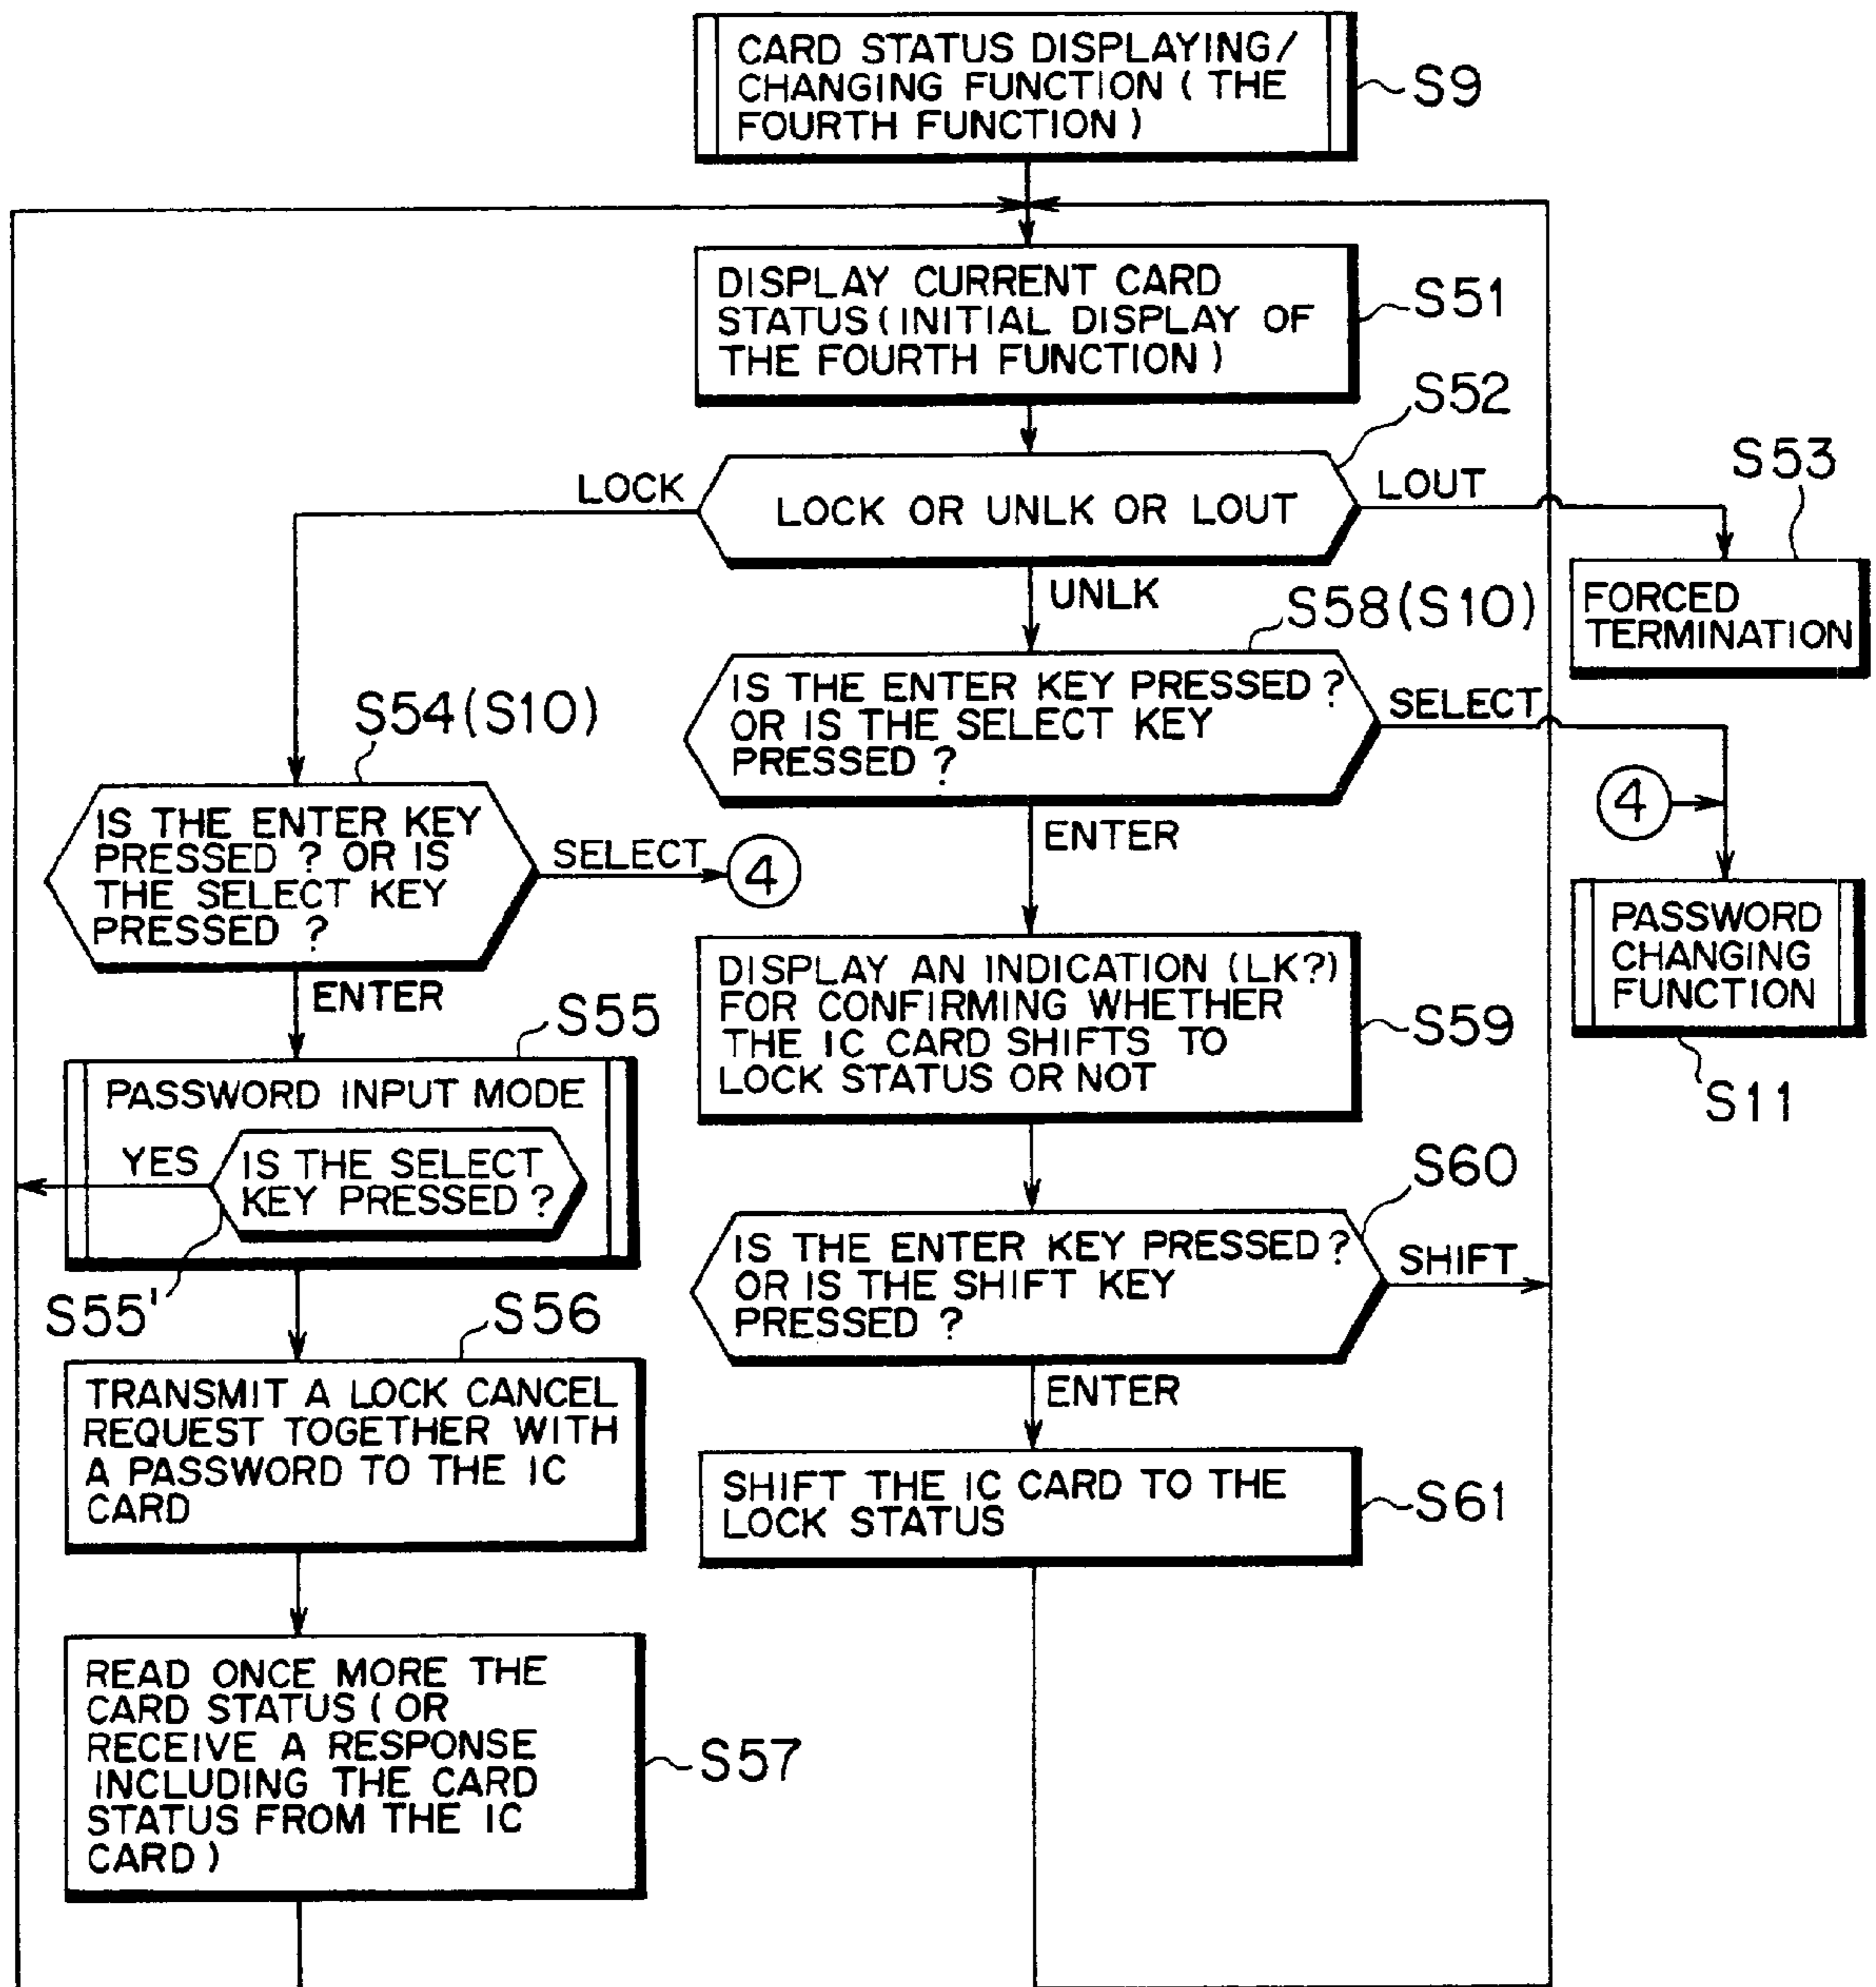 CARD STATUS DISPLAYING/
CHANGING FUNCTION ( THE
FOURTH FUNCTION )
S9
DISPLAY CURRENT CARD
STATUS ( INITIAL DISPLAY OF
THE FOURTH FUNCTION )
S51
S52
LOCK
LOCK OR UNLK OR LOUT
LOUT
S53
UNLK
FORCED
TERMINATION
S58 (S10)
IS THE ENTER KEY PRESSED ?
OR IS THE SELECT KEY
PRESSED ?
SELECT
S54 (S10)
IS THE ENTER KEY
PRESSED ? OR IS
THE SELECT KEY
PRESSED ?
SELECT
4
ENTER
4
PASSWORD
CHANGING
FUNCTION
S11
ENTER
DISPLAY AN INDICATION (LK?)
FOR CONFIRMING WHETHER
THE IC CARD SHIFTS TO
LOCK STATUS OR NOT
S59
S55
PASSWORD INPUT MODE
YES
IS THE SELECT
KEY PRESSED ?
S55'
S60
IS THE ENTER KEY PRESSED ?
OR IS THE SHIFT KEY
PRESSED ?
SHIFT
S56
TRANSMIT A LOCK CANCEL
REQUEST TOGETHER WITH
A PASSWORD TO THE IC
CARD
ENTER
SHIFT THE IC CARD TO THE
LOCK STATUS
S61
READ ONCE MORE THE
CARD STATUS ( OR
RECEIVE A RESPONSE
INCLUDING THE CARD
STATUS FROM THE IC
CARD )
S57